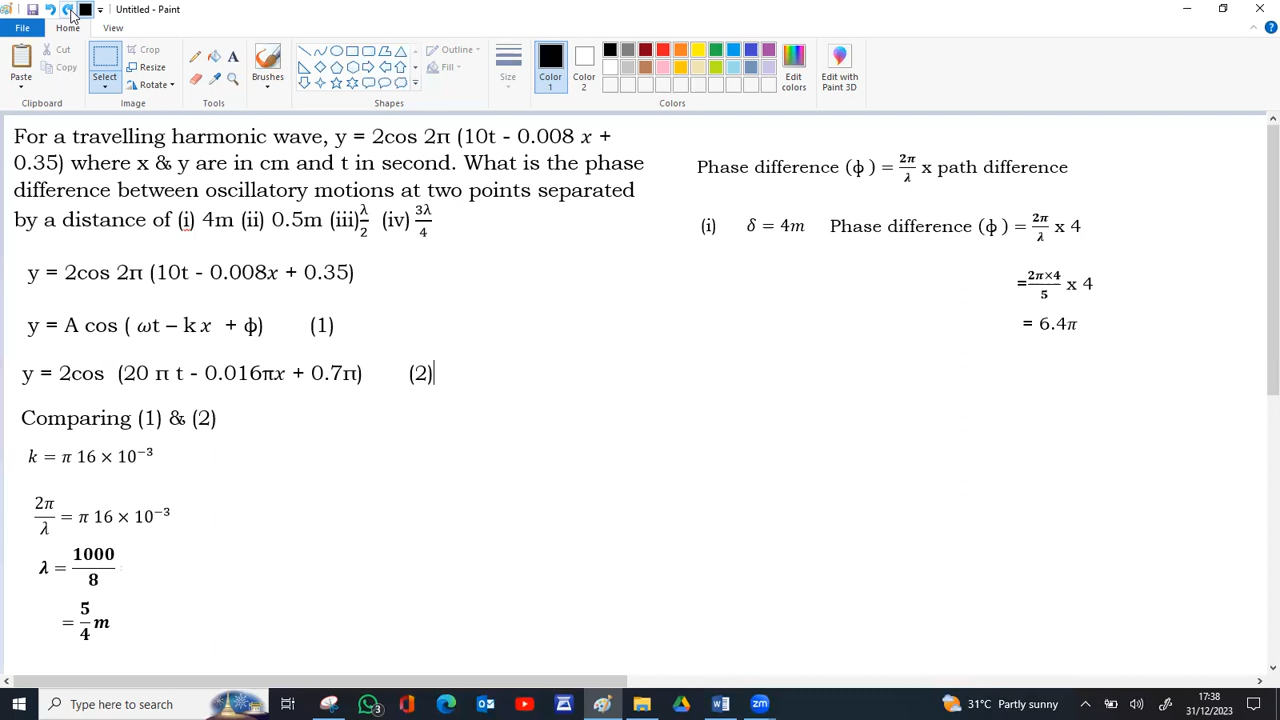 Untitled - Paint
File Home View
Paste Cut Copy Clipboard
Select Crop Resize Rotate Image
Tools
Brushes
Outline Fill Shapes
Size
Color 1 Color 2 Edit colors Colors
Edit with Paint 3D
For a travelling harmonic wave, y = 2cos 2π (10t - 0.008 x +
0.35) where x & y are in cm and t in second. What is the phase
difference between oscillatory motions at two points separated
by a distance of (i) 4m (ii) 0.5m (iii) λ/2 (iv) 3λ/4
y = 2cos 2π (10t - 0.008x + 0.35)
y = A cos ( ωt – k x + ϕ) (1)
y = 2cos (20 π t - 0.016πx + 0.7π) (2)
Comparing (1) & (2)
k = π 16 × 10⁻³
2π/λ = π 16 × 10⁻³
λ = 1000/8
= 5/4 m
Phase difference (ϕ ) = 2π/λ x path difference
(i) δ = 4m Phase difference (ϕ ) = 2π/λ x 4
= 2π×4/5 x 4
= 6.4π
Type here to search
3
31°C Partly sunny
17:38
31/12/2023